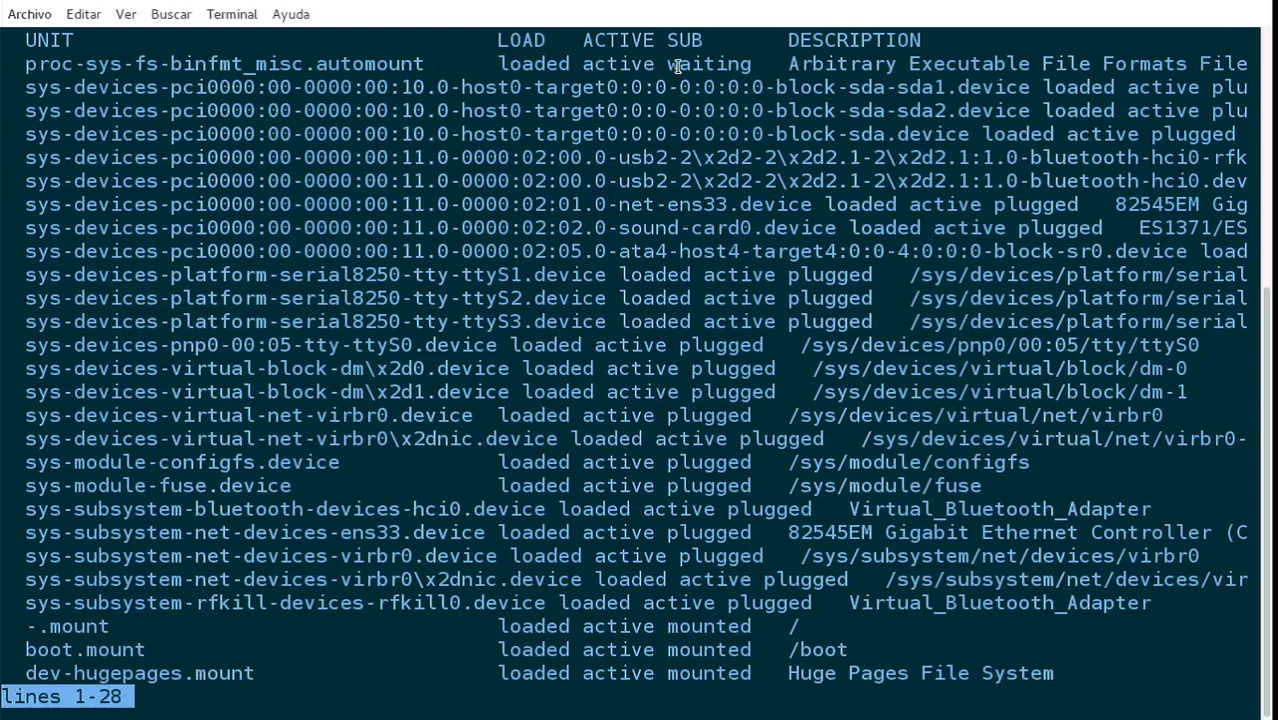 Archivo Editar Ver Buscar Terminal Ayuda
UNIT LOAD ACTIVE SUB DESCRIPTION
proc-sys-fs-binfmt_misc.automount loaded active waiting Arbitrary Executable File Formats File
sys-devices-pci0000:00-0000:00:10.0-host0-target0:0:0-0:0:0:0-block-sda-sda1.device loaded active plu
sys-devices-pci0000:00-0000:00:10.0-host0-target0:0:0-0:0:0:0-block-sda-sda2.device loaded active plu
sys-devices-pci0000:00-0000:00:10.0-host0-target0:0:0-0:0:0:0-block-sda.device loaded active plugged
sys-devices-pci0000:00-0000:00:11.0-0000:02:00.0-usb2-2\x2d2-2\x2d2.1-2\x2d2.1:1.0-bluetooth-hci0-rfk
sys-devices-pci0000:00-0000:00:11.0-0000:02:00.0-usb2-2\x2d2-2\x2d2.1-2\x2d2.1:1.0-bluetooth-hci0.dev
sys-devices-pci0000:00-0000:00:11.0-0000:02:01.0-net-ens33.device loaded active plugged 82545EM Gig
sys-devices-pci0000:00-0000:00:11.0-0000:02:02.0-sound-card0.device loaded active plugged ES1371/ES
sys-devices-pci0000:00-0000:00:11.0-0000:02:05.0-ata4-host4-target4:0:0-4:0:0:0-block-sr0.device load
sys-devices-platform-serial8250-tty-ttyS1.device loaded active plugged /sys/devices/platform/serial
sys-devices-platform-serial8250-tty-ttyS2.device loaded active plugged /sys/devices/platform/serial
sys-devices-platform-serial8250-tty-ttyS3.device loaded active plugged /sys/devices/platform/serial
sys-devices-pnp0-00:05-tty-ttyS0.device loaded active plugged /sys/devices/pnp0/00:05/tty/ttyS0
sys-devices-virtual-block-dm\x2d0.device loaded active plugged /sys/devices/virtual/block/dm-0
sys-devices-virtual-block-dm\x2d1.device loaded active plugged /sys/devices/virtual/block/dm-1
sys-devices-virtual-net-virbr0.device loaded active plugged /sys/devices/virtual/net/virbr0
sys-devices-virtual-net-virbr0\x2dnic.device loaded active plugged /sys/devices/virtual/net/virbr0-
sys-module-configfs.device loaded active plugged /sys/module/configfs
sys-module-fuse.device loaded active plugged /sys/module/fuse
sys-subsystem-bluetooth-devices-hci0.device loaded active plugged Virtual_Bluetooth_Adapter
sys-subsystem-net-devices-ens33.device loaded active plugged 82545EM Gigabit Ethernet Controller (C
sys-subsystem-net-devices-virbr0.device loaded active plugged /sys/subsystem/net/devices/virbr0
sys-subsystem-net-devices-virbr0\x2dnic.device loaded active plugged /sys/subsystem/net/devices/vir
sys-subsystem-rfkill-devices-rfkill0.device loaded active plugged Virtual_Bluetooth_Adapter
-.mount loaded active mounted /
boot.mount loaded active mounted /boot
dev-hugepages.mount loaded active mounted Huge Pages File System
lines 1-28